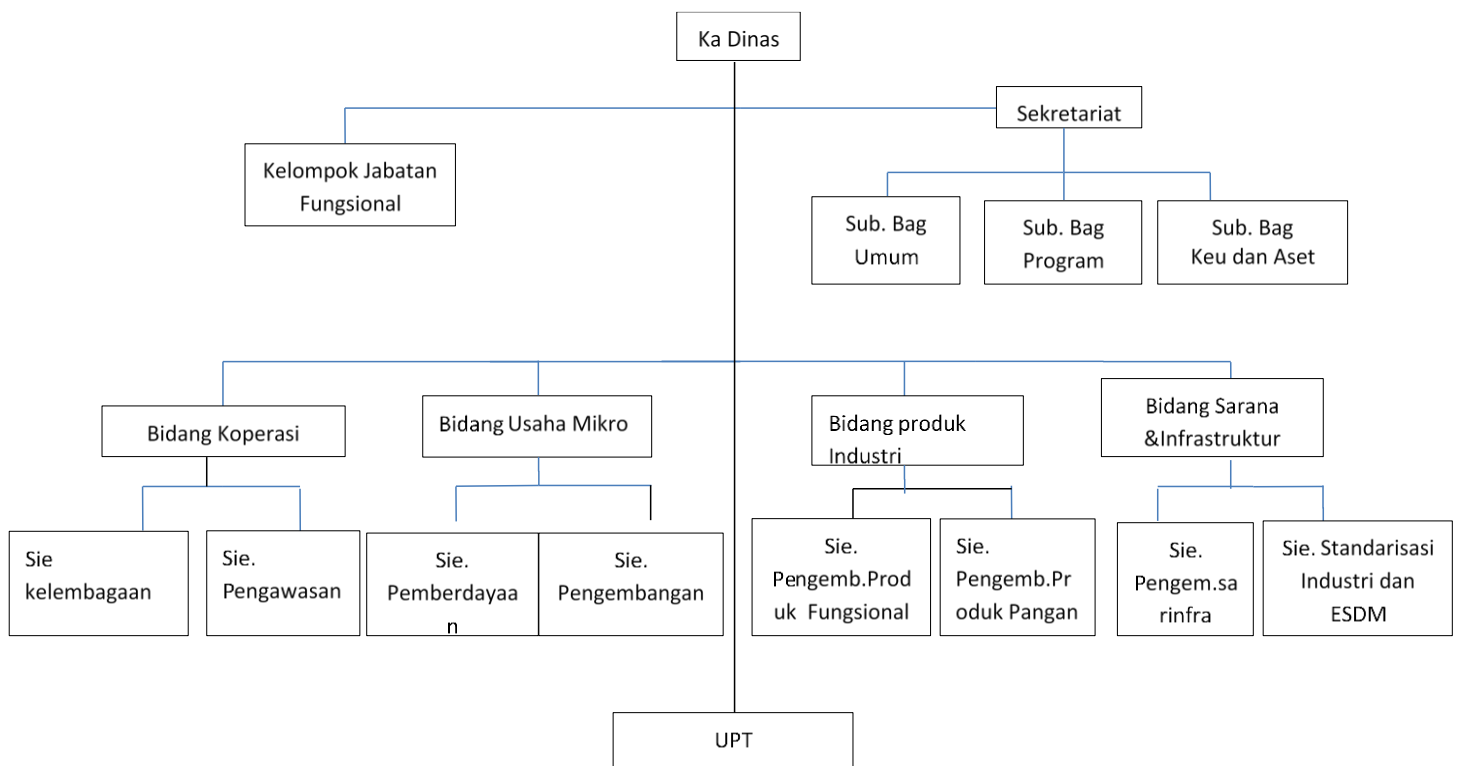 Ka Dinas
Sekretariat
Kelompok Jabatan
Fungsional
Sub. Bag
Umum
Sub. Bag
Program
Sub. Bag
Keu dan Aset
Bidang Koperasi
Bidang Usaha Mikro
Bidang produk
Industri
Bidang Sarana
&Infrastruktur
Sie
kelembagaan
Sie.
Pengawasan
Sie.
Pemberdayaa
n
Sie.
Pengembangan
Sie.
Pengemb.Prod
uk Fungsional
Sie.
Pengemb.Pr
oduk Pangan
Sie.
Pengem.sa
rinfra
Sie. Standarisasi
Industri dan
ESDM
UPT